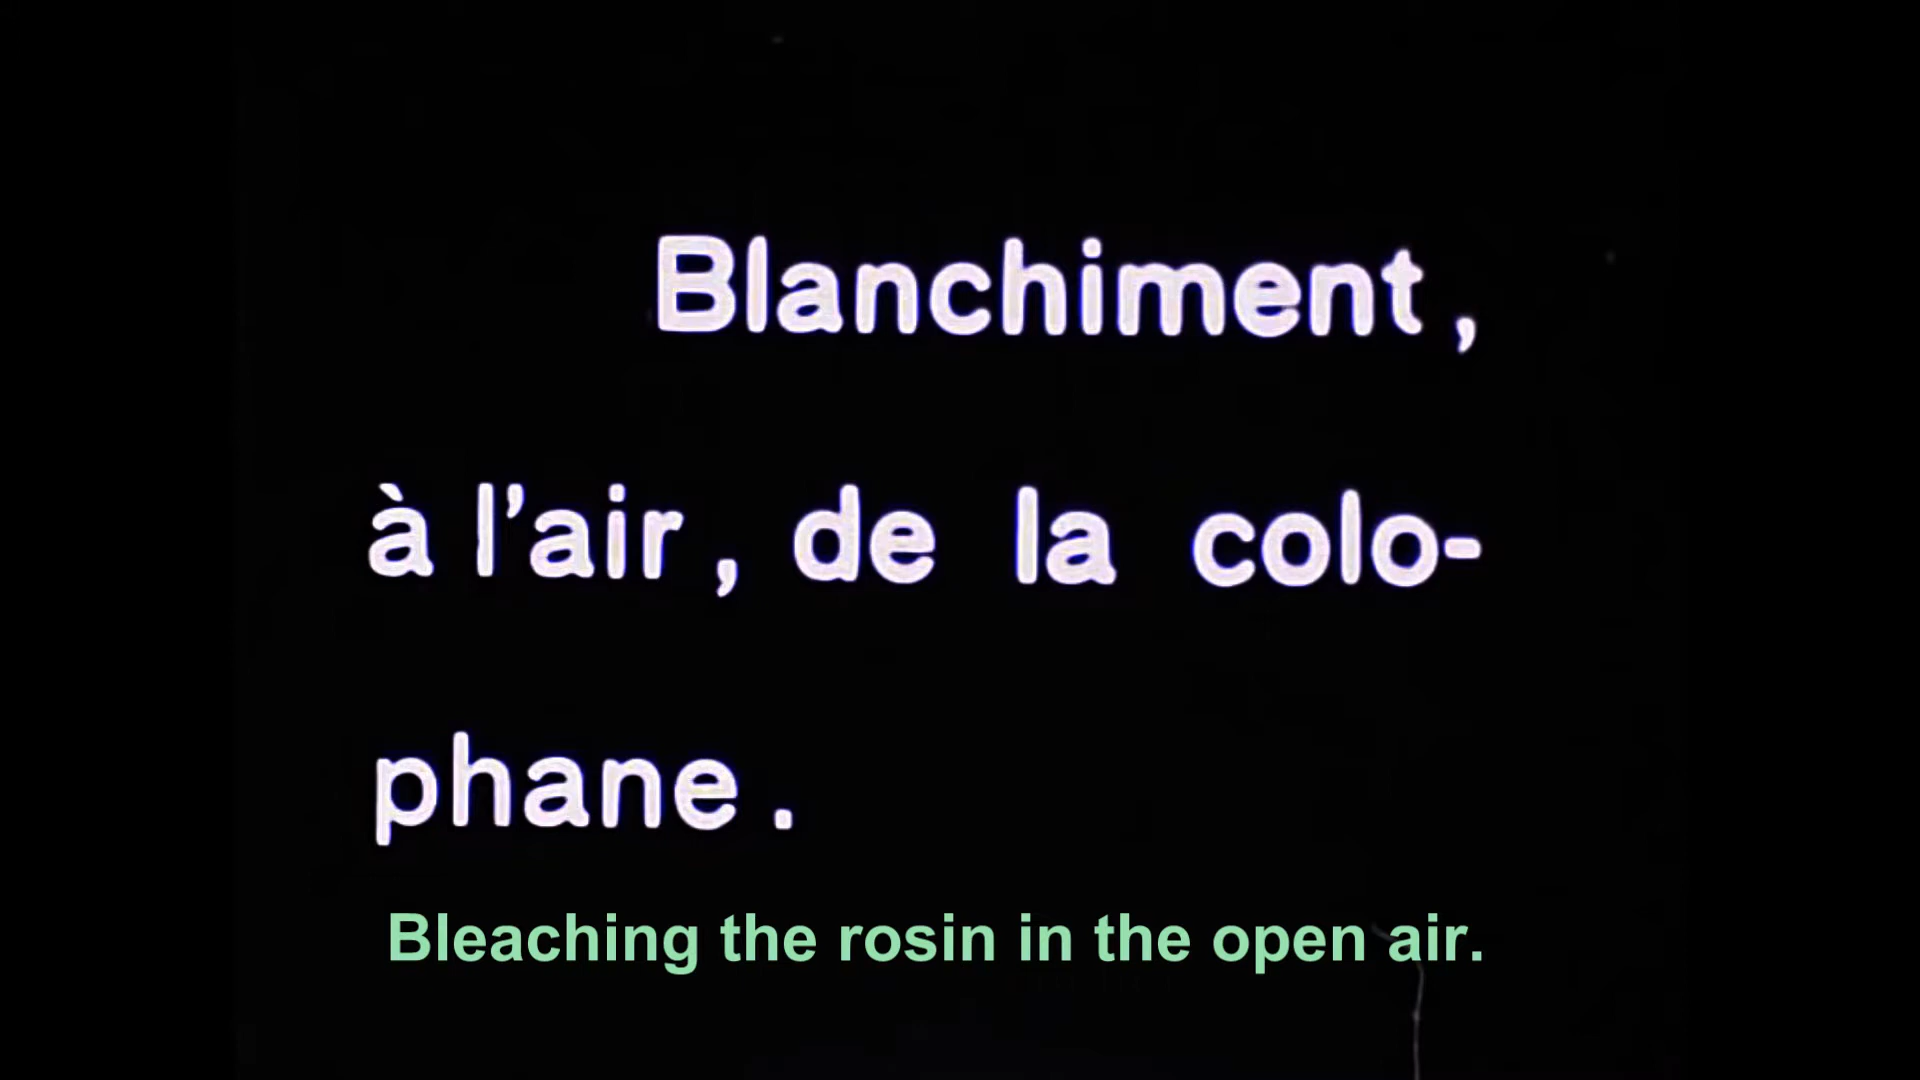 Blanchiment ,
à l'air , de la colo-
phane .
Bleaching the rosin in the open air.